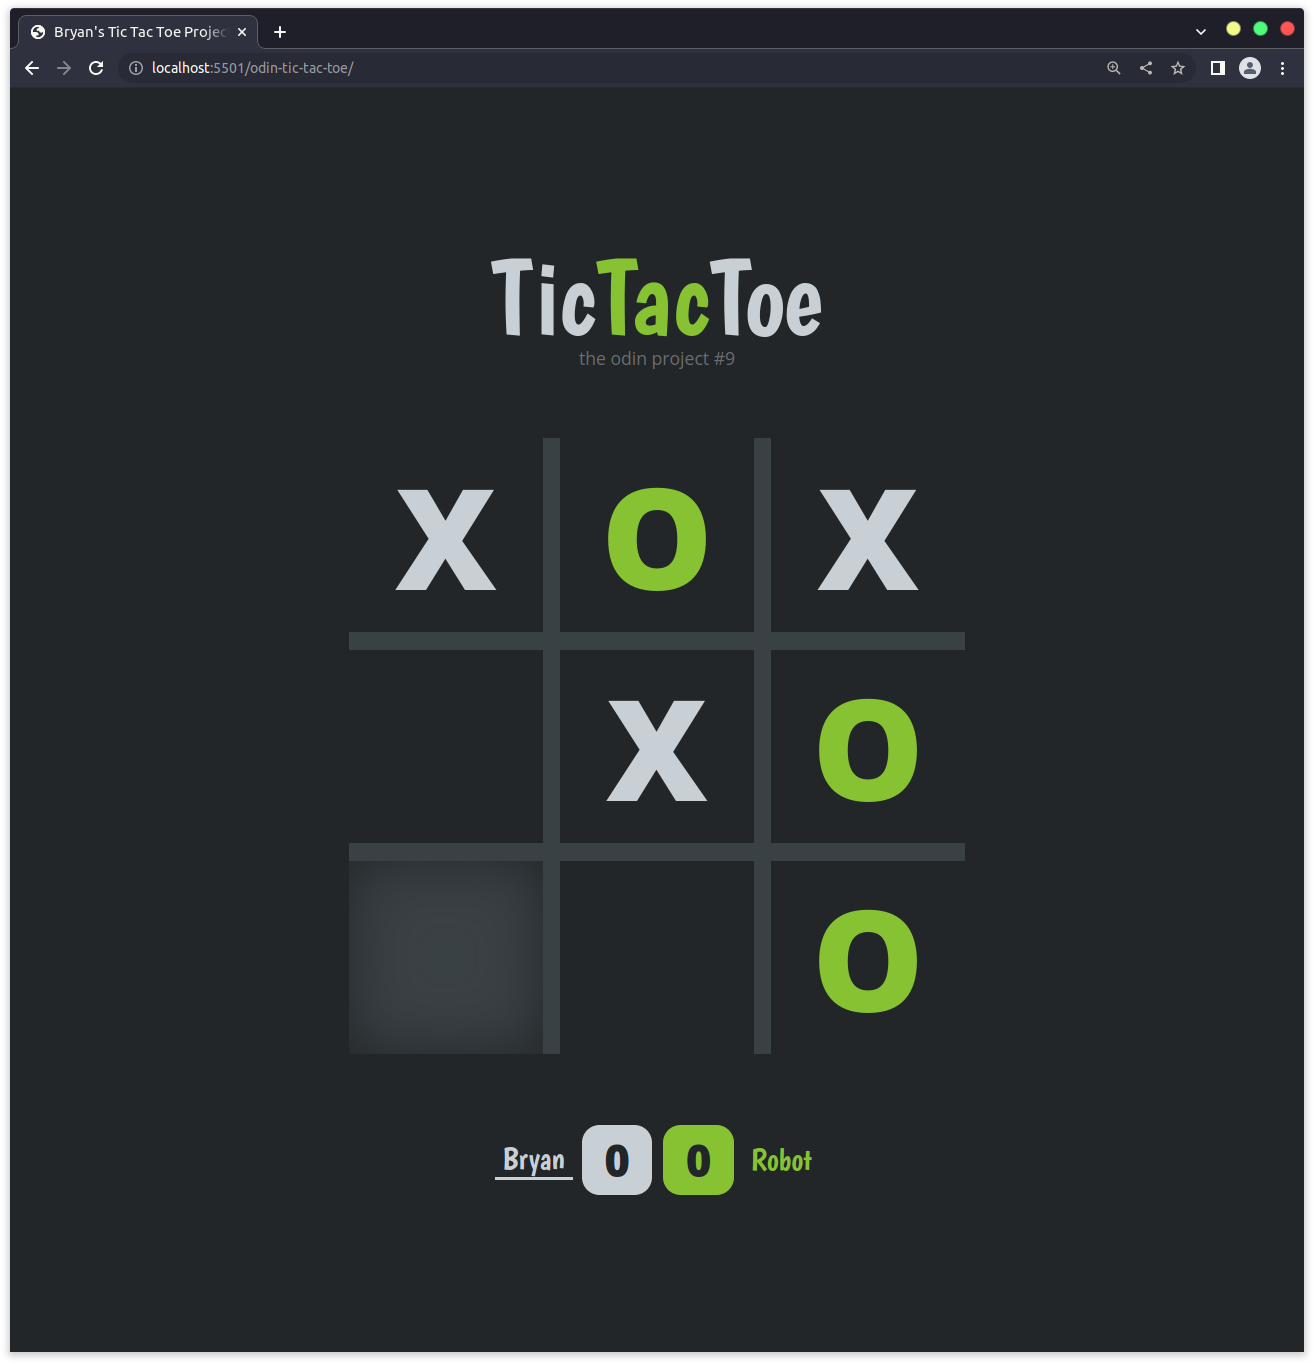 Bryan's Tic Tac Toe Projec
localhost:5501/odin-tic-tac-toe/
TicTacToe
the odin project #9
X O X
X O
O
Bryan 0 0 Robot